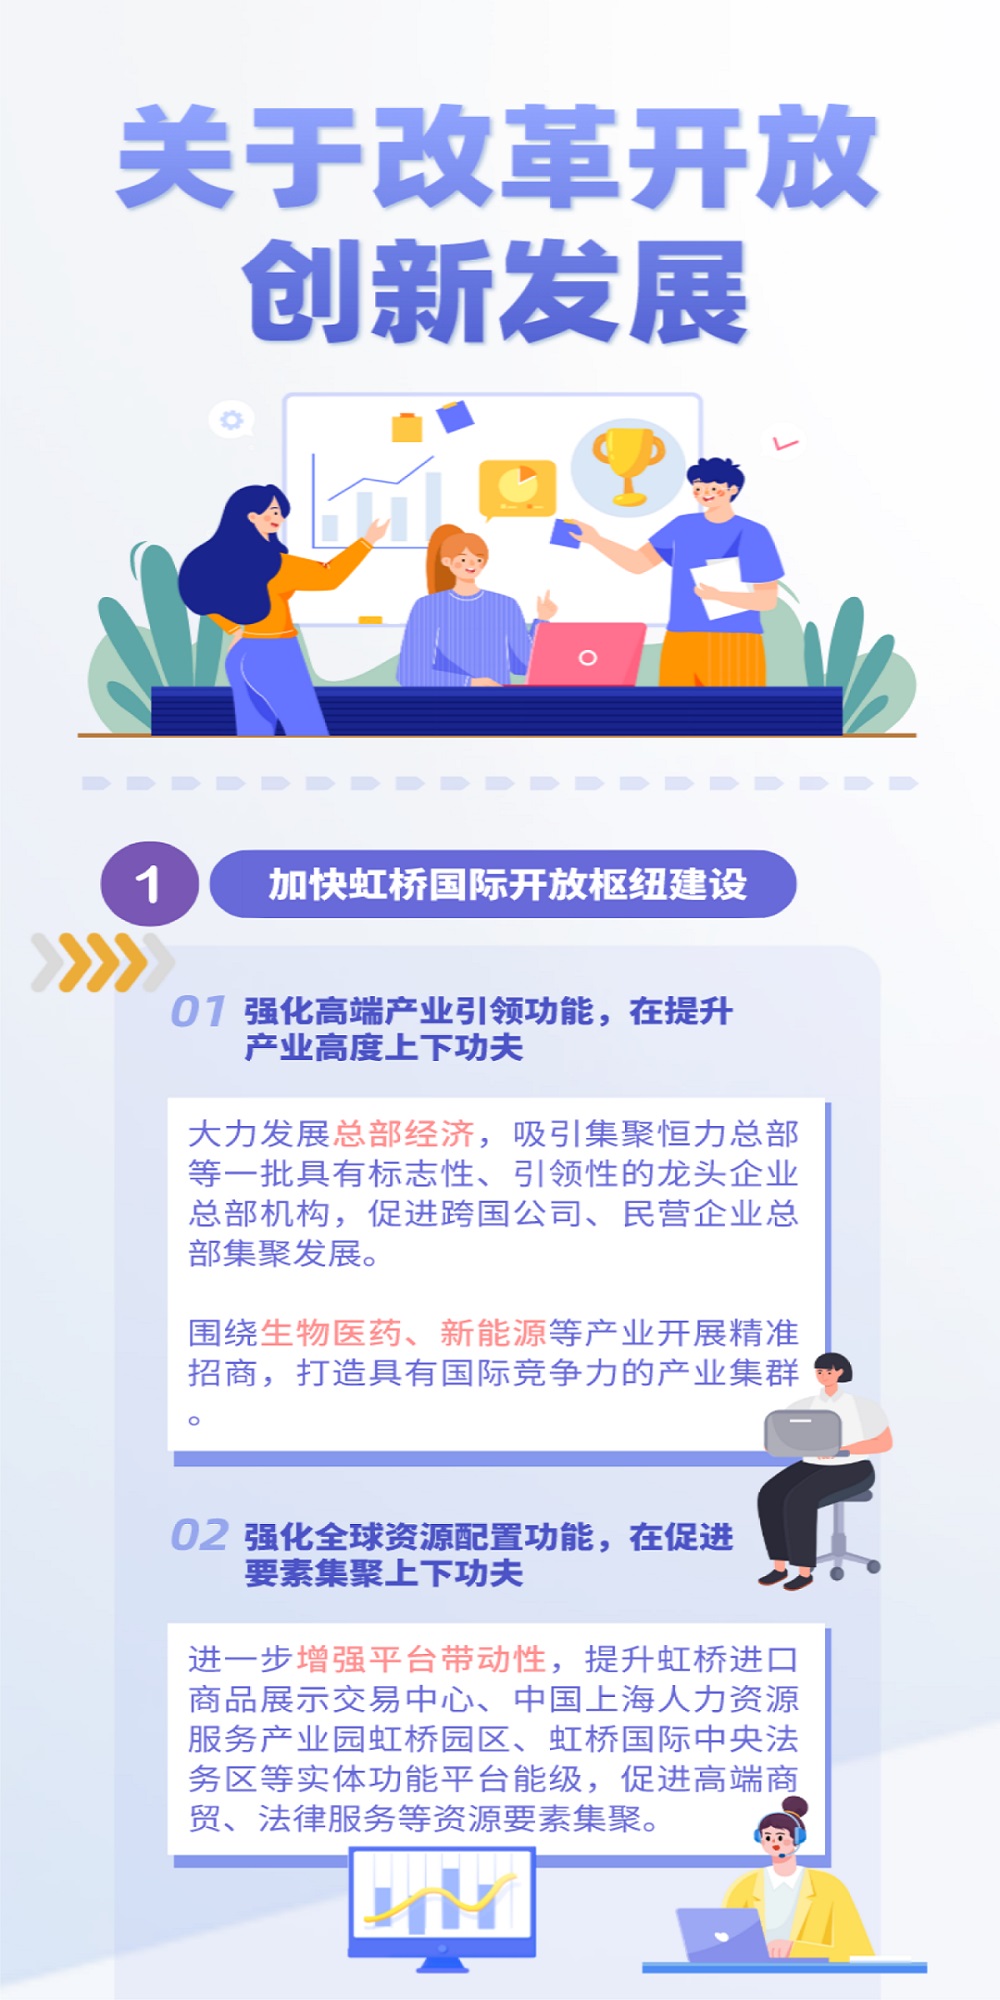 关于改革开放
创新发展
1
加快虹桥国际开放枢纽建设
01
强化高端产业引领功能，在提升
产业高度上下功夫
大力发展总部经济，吸引集聚恒力总部
等一批具有标志性、引领性的龙头企业
总部机构，促进跨国公司、民营企业总
部集聚发展。
围绕生物医药、新能源等产业开展精准
招商，打造具有国际竞争力的产业集群
。
02
强化全球资源配置功能，在促进
要素集聚上下功夫
进一步增强平台带动性，提升虹桥进口
商品展示交易中心、中国上海人力资源
服务产业园虹桥园区、虹桥国际中央法
务区等实体功能平台能级，促进高端商
贸、法律服务等资源要素集聚。